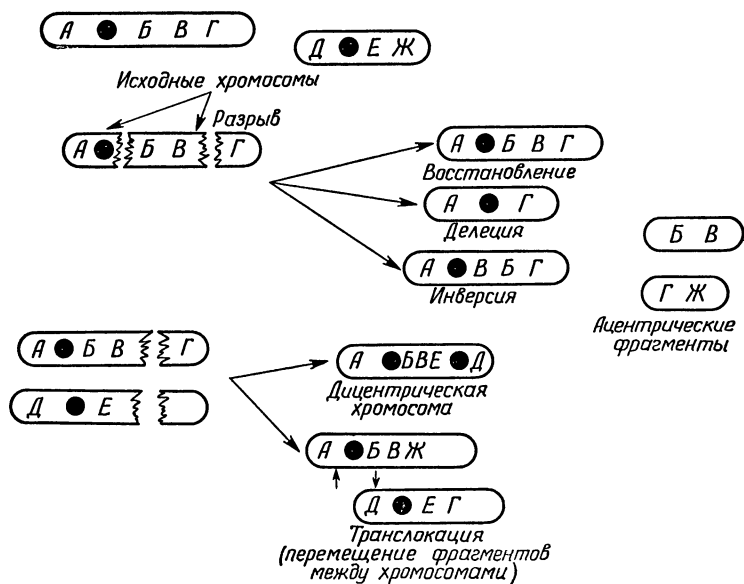 А Б В Г
Д Е Ж
Исходные хромосомы
Разрыв
А Б В Г
А Б В Г
Восстановление
А Г
Делеция
Б В
А В Б Г
Инверсия
Г Ж
Ацентрические
фрагменты
А Б В Г
Д Е
А БВЕ Д
Дицентрическая
хромосома
А Б В Ж
Д Е Г
Транслокация
(перемещение фрагментов
между хромосомами)